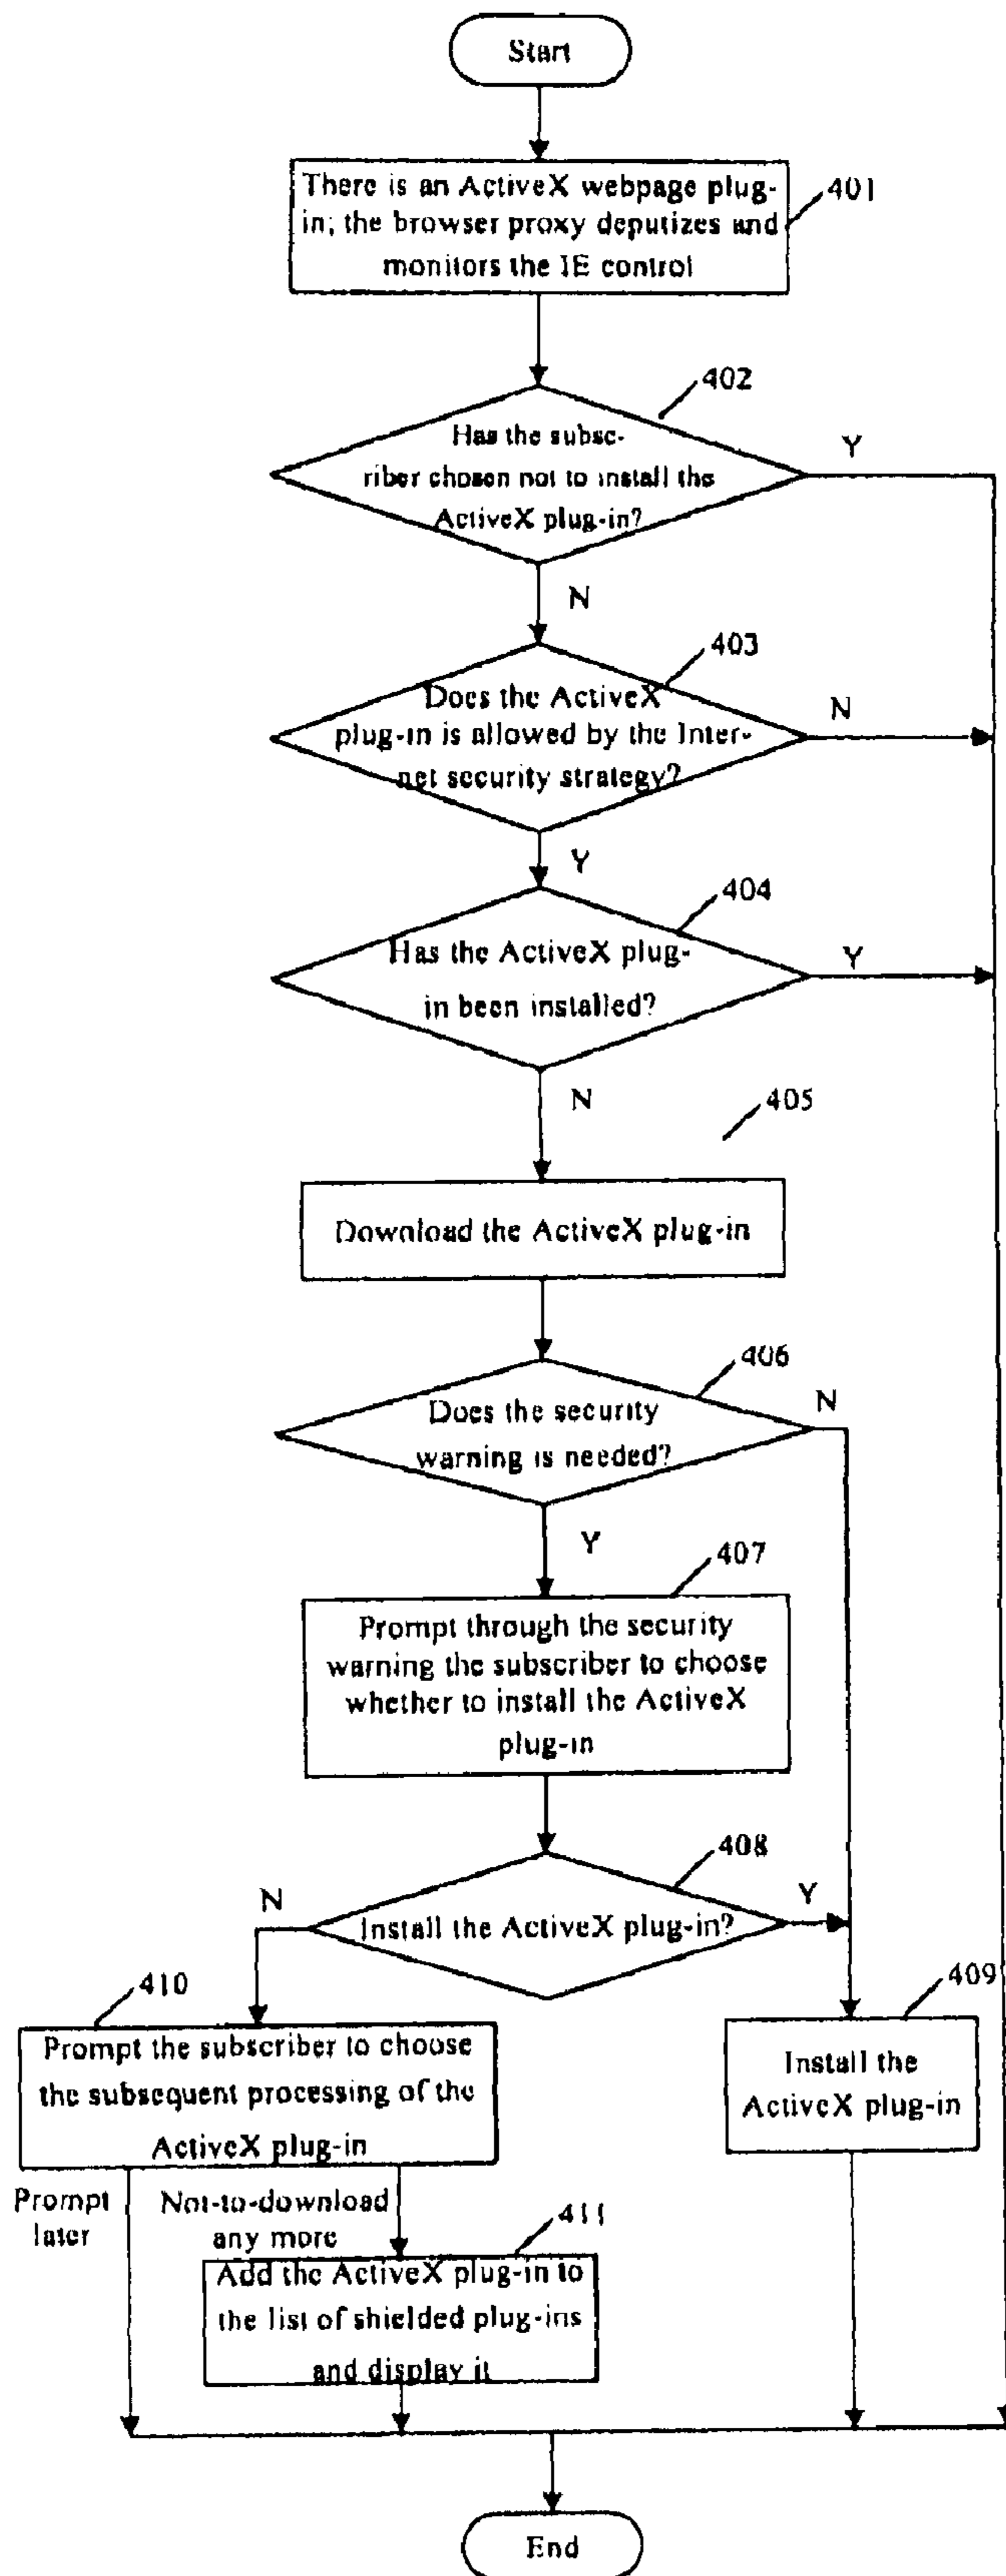 Start
There is an ActiveX webpage plug-
in; the browser proxy deputizes and
monitors the IE control
401
402
Has the subsc-
riber chosen not to install the
ActiveX plug-in?
Y
N
403
Does the ActiveX
plug-in is allowed by the Inter-
net security strategy?
N
Y
404
Has the ActiveX plug-
in been installed?
Y
N
405
Download the ActiveX plug-in
406
Does the security
warning is needed?
N
Y
407
Prompt through the security
warning the subscriber to choose
whether to install the ActiveX
plug-in
408
Install the ActiveX plug-in?
N
Y
410
Prompt the subscriber to choose
the subsequent processing of the
ActiveX plug-in
409
Install the
ActiveX plug-in
Prompt
later
Not-to-download
any more
411
Add the ActiveX plug-in to
the list of shielded plug-ins
and display it
End